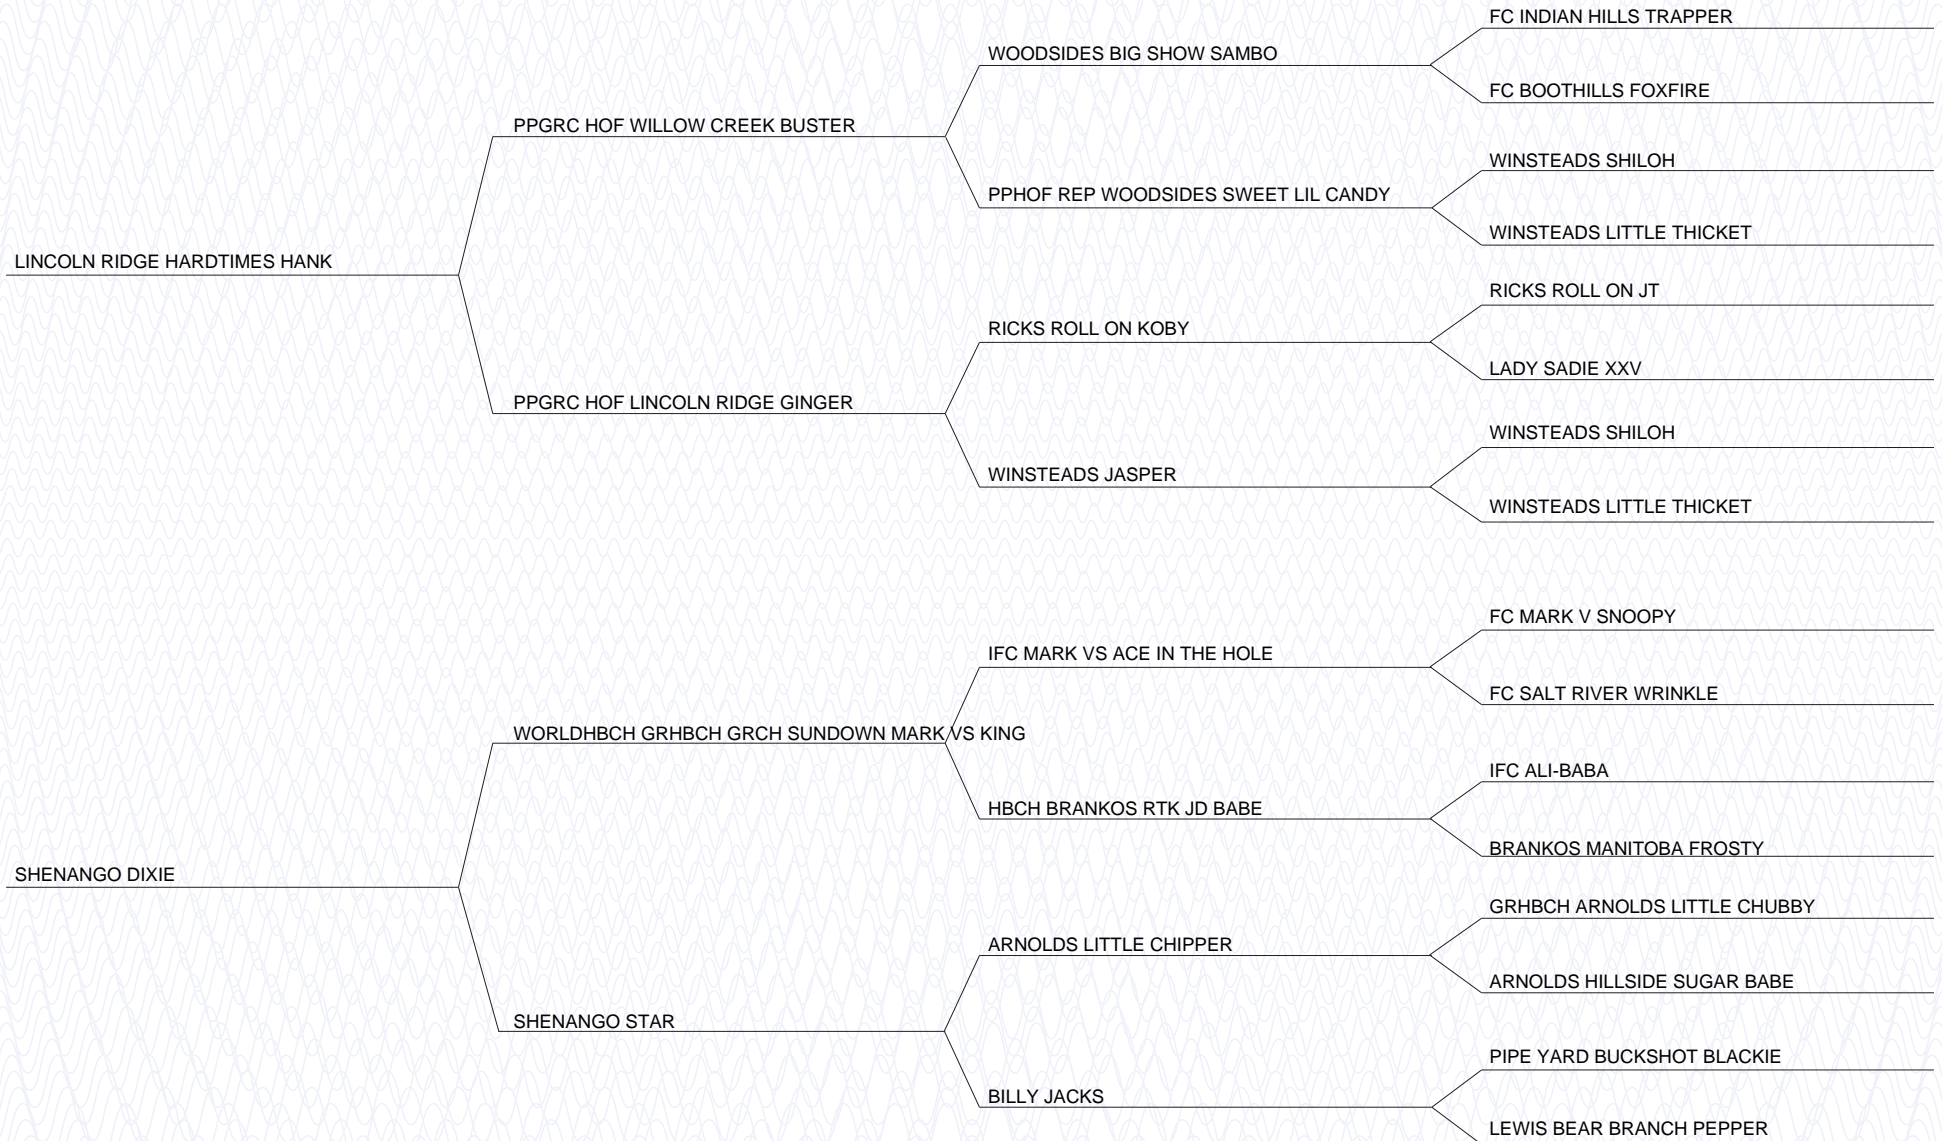 FC INDIAN HILLS TRAPPER
WOODSIDES BIG SHOW SAMBO
FC BOOTHILLS FOXFIRE
PPGRC HOF WILLOW CREEK BUSTER
WINSTEADS SHILOH
PPHOF REP WOODSIDES SWEET LIL CANDY
WINSTEADS LITTLE THICKET
LINCOLN RIDGE HARDTIMES HANK
RICKS ROLL ON JT
RICKS ROLL ON KOBY
LADY SADIE XXV
PPGRC HOF LINCOLN RIDGE GINGER
WINSTEADS SHILOH
WINSTEADS JASPER
WINSTEADS LITTLE THICKET
FC MARK V SNOOPY
IFC MARK VS ACE IN THE HOLE
FC SALT RIVER WRINKLE
WORLDHBCH GRHBCH GRCH SUNDOWN MARK VS KING
IFC ALI-BABA
HBCH BRANKOS RTK JD BABE
BRANKOS MANITOBA FROSTY
SHENANGO DIXIE
GRHBCH ARNOLDS LITTLE CHUBBY
ARNOLDS LITTLE CHIPPER
ARNOLDS HILLSIDE SUGAR BABE
SHENANGO STAR
PIPE YARD BUCKSHOT BLACKIE
BILLY JACKS
LEWIS BEAR BRANCH PEPPER